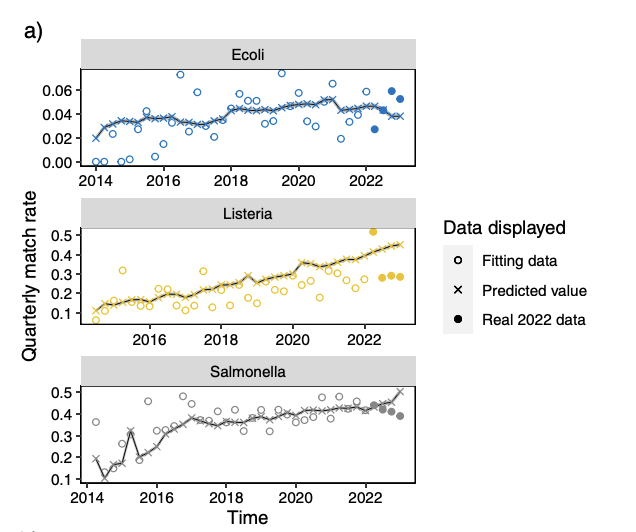 a)
Ecoli
0.06
0.04
0.02
0.00
2014 2016 2018 2020 2022
Listeria
0.5
0.4
0.3
0.2
0.1
2016 2018 2020 2022
Salmonella
0.5
0.4
0.3
0.2
0.1
2014 2016 2018 2020 2022
Time
Quarterly match rate
Data displayed
Fitting data
Predicted value
Real 2022 data